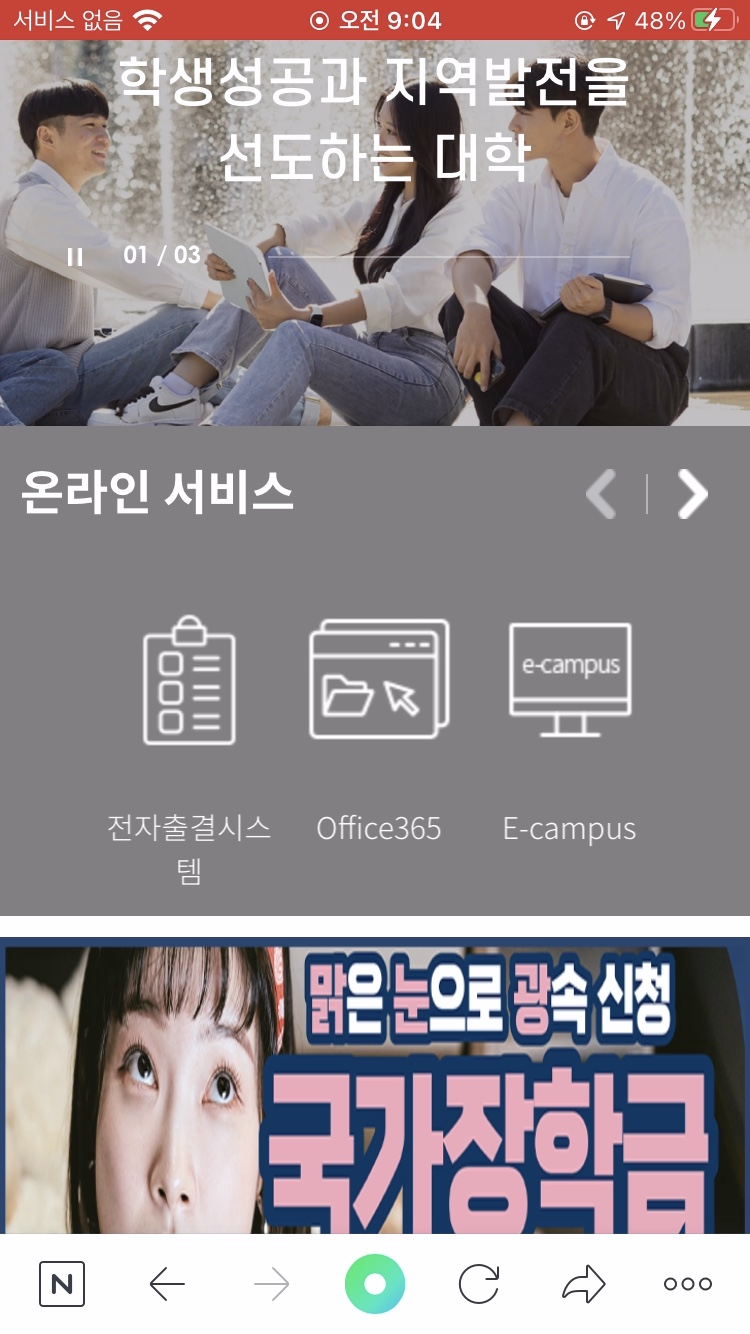 서비스 없음 오전 9:04 48%
학생성공과 지역발전을
선도하는 대학
01 / 03
온라인 서비스
e-campus
전자출결시스
템
Office365
E-campus
맑은 눈으로 광속 신청
국가장학금
N